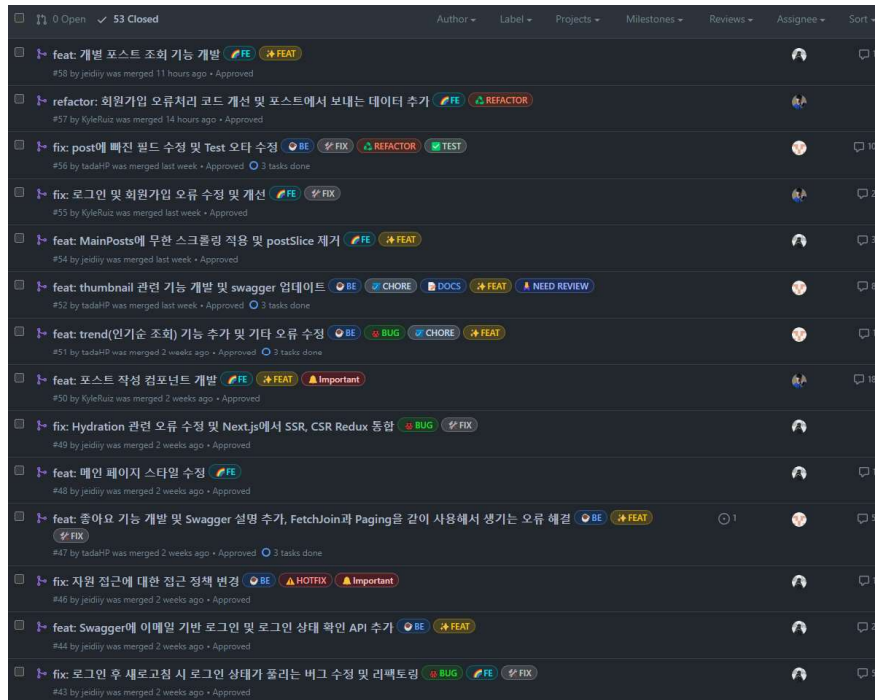 0 Open ✓ 53 Closed Author Label Projects Milestones Reviews Assignee Sort
feat: 개별 포스트 조회 기능 개발 FE FEAT
#58 by jeidiiy was merged 11 hours ago • Approved
refactor: 회원가입 오류처리 코드 개선 및 포스트에서 보내는 데이터 추가 FE REFACTOR
#57 by KyleRuiz was merged 14 hours ago • Approved
fix: post에 빠진 필드 수정 및 Test 오타 수정 BE FIX REFACTOR TEST 10
#56 by tadaHP was merged last week • Approved 3 tasks done
fix: 로그인 및 회원가입 오류 수정 및 개선 FE FIX 2
#55 by KyleRuiz was merged last week • Approved
feat: MainPosts에 무한 스크롤링 적용 및 postSlice 제거 FE FEAT 3
#54 by jeidiiy was merged last week • Approved
feat: thumbnail 관련 기능 개발 및 swagger 업데이트 BE CHORE DOCS FEAT NEED REVIEW 8
#52 by tadaHP was merged last week • Approved 3 tasks done
feat: trend(인기순 조회) 기능 추가 및 기타 오류 수정 BE BUG CHORE FEAT 1
#51 by tadaHP was merged 2 weeks ago • Approved 3 tasks done
feat: 포스트 작성 컴포넌트 개발 FE FEAT Important 18
#50 by KyleRuiz was merged 2 weeks ago • Approved
fix: Hydration 관련 오류 수정 및 Next.js에서 SSR, CSR Redux 통합 BUG FIX
#49 by jeidiiy was merged 2 weeks ago • Approved
feat: 메인 페이지 스타일 수정 FE 1
#48 by jeidiiy was merged 2 weeks ago • Approved
feat: 좋아요 기능 개발 및 Swagger 설명 추가, FetchJoin과 Paging을 같이 사용해서 생기는 오류 해결 BE FEAT 1 5
FIX
#47 by tadaHP was merged 2 weeks ago • Approved 3 tasks done
fix: 자원 접근에 대한 접근 정책 변경 BE HOTFIX Important 1
#46 by jeidiiy was merged 2 weeks ago • Approved
feat: Swagger에 이메일 기반 로그인 및 로그인 상태 확인 API 추가 BE FEAT 2
#44 by jeidiiy was merged 2 weeks ago • Approved
fix: 로그인 후 새로고침 시 로그인 상태가 풀리는 버그 수정 및 리팩토링 BUG FE FIX 5
#43 by jeidiiy was merged 2 weeks ago • Approved